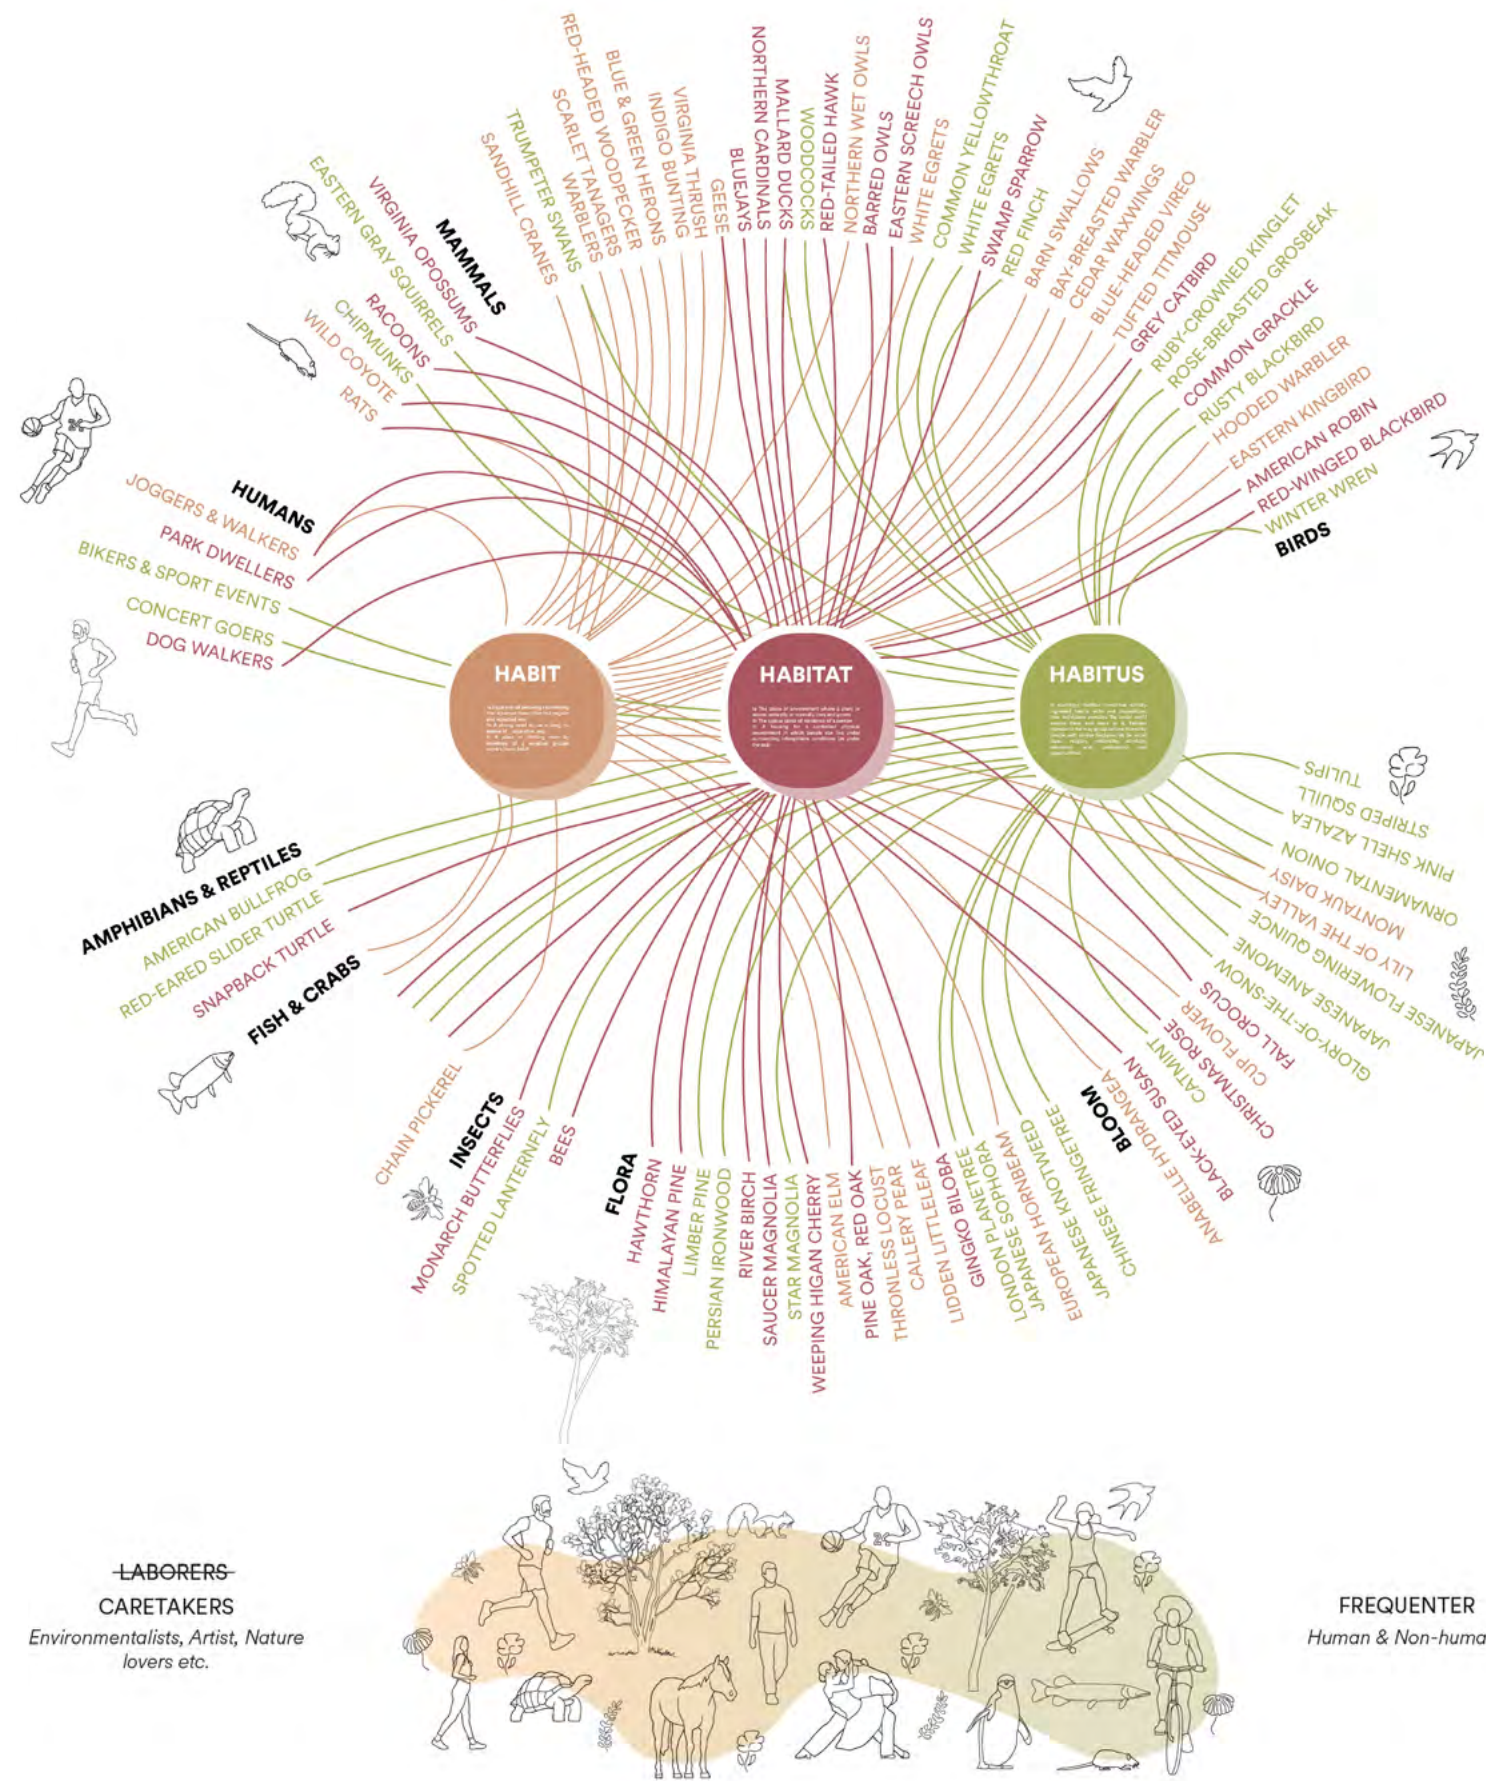 RED-HEADED WOODPECKER
BLUE & GREEN HERONS
SCARLET TANAGERS
INDIGO BUNTING
VIRGINIA THRUSH
WARBLERS
TRUMPETER SWANS
SANDHILL CRANES
GEESE
BLUEJAYS
NORTHERN CARDINALS
MALLARD DUCKS
WOODCOCKS
RED-TAILED HAWK
NORTHERN WET OWLS
BARRED OWLS
EASTERN SCREECH OWLS
WHITE EGRETS
COMMON YELLOWTHROAT
WHITE EGRETS
SWAMP SPARROW
RED FINCH
BARN SWALLOWS
BAY-BREASTED WARBLER
CEDAR WAXWINGS
BLUE-HEADED VIREO
TUFTED TITMOUSE
GREY CATBIRD
RUBY-CROWNED KINGLET
ROSE-BREASTED GROSBEAK
COMMON GRACKLE
RUSTY BLACKBIRD
HOODED WARBLER
EASTERN KINGBIRD
AMERICAN ROBIN
RED-WINGED BLACKBIRD
WINTER WREN
BIRDS
MAMMALS
VIRGINIA OPOSSUMS
EASTERN GRAY SQUIRRELS
RACOONS
CHIPMUNKS
WILD COYOTE
RATS
HUMANS
JOGGERS & WALKERS
PARK DWELLERS
BIKERS & SPORT EVENTS
CONCERT GOERS
DOG WALKERS
HABIT
HABITAT
HABITUS
AMPHIBIANS & REPTILES
AMERICAN BULLFROG
RED-EARED SLIDER TURTLE
SNAPBACK TURTLE
FISH & CRABS
CHAIN PICKEREL
INSECTS
MONARCH BUTTERFLIES
SPOTTED LANTERNFLY
BEES
FLORA
HAWTHORN
HIMALAYAN PINE
LIMBER PINE
PERSIAN IRONWOOD
RIVER BIRCH
SAUCER MAGNOLIA
STAR MAGNOLIA
WEEPING HIGAN CHERRY
AMERICAN ELM
PINE OAK, RED OAK
THRONLESS LOCUST
CALLERY PEAR
LIDDEN LITTLELEAF
GINGKO BILOBA
LONDON PLANETREE
JAPANESE SOPHORA
EUROPEAN HORNBEAM
JAPANESE KNOTWEED
CHINESE FRINGETREE
BLOOM
ANABELLE HYDRANGEA
BLACK-EYED SUSAN
CATMINT
CHRISTMAS ROSE
CUP FLOWER
FALL CROCUS
GLORY-OF-THE-SNOW
JAPANESE ANEMONE
JAPANESE FLOWERING QUINCE
LILY OF THE VALLEY
MONTAUK DAISY
ORNAMENTAL ONION
PINK SHELL AZALEA
STRIPED SQUILL
TULIPS
LABORERS
CARETAKERS
Environmentalists, Artist, Nature
lovers etc.
FREQUENTER
Human & Non-huma